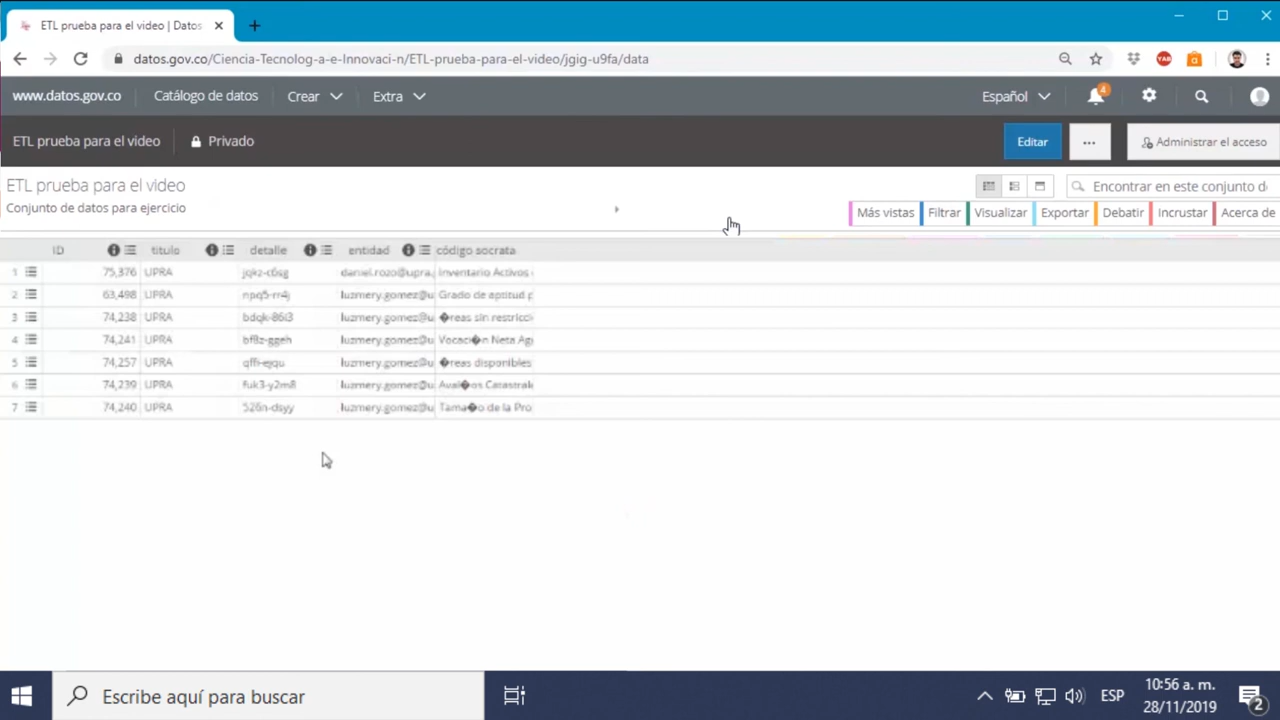 ETL prueba para el video | Datos
datos.gov.co/Ciencia-Tecnolog-a-e-Innovaci-n/ETL-prueba-para-el-video/jgig-u9fa/data
www.datos.gov.co Catálogo de datos Crear Extra Español 4
ETL prueba para el video Privado Editar ... Administrar el acceso
ETL prueba para el video Encontrar en este conjunto d
Conjunto de datos para ejercicio Más vistas Filtrar Visualizar Exportar Debatir Incrustar Acerca de
ID titulo detalle entidad código socrata
1 75,376 UPRA jqkz-c6sg daniel.rozo@upra. Inventario Activos
2 63,498 UPRA npq5-rr4j luzmery.gomez@u Grado de aptitud p
3 74,238 UPRA bdqk-86i3 luzmery.gomez@u �reas sin restricci
4 74,241 UPRA bf8z-ggeh luzmery.gomez@u Vocaci�n Neta Ag
5 74,257 UPRA qffi-ejqu luzmery.gomez@u �reas disponibles
6 74,239 UPRA fuk3-y2m8 luzmery.gomez@u Aval�os Catastral
7 74,240 UPRA 526n-dsyy luzmery.gomez@u Tama�o de la Pro
Escribe aquí para buscar ESP 10:56 a. m.
28/11/2019 2